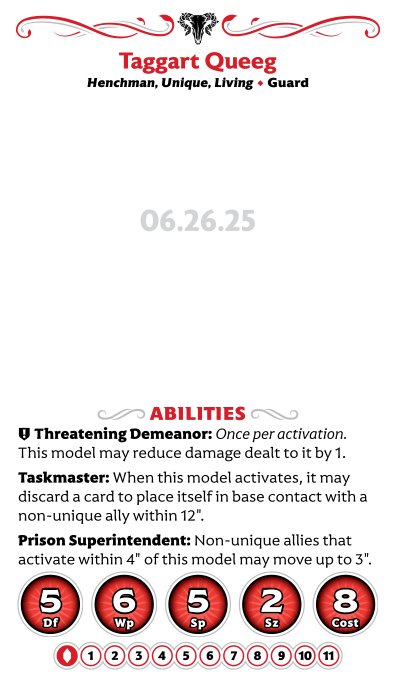 Taggart Queeg
Henchman, Unique, Living • Guard
06.26.25
ABILITIES
Threatening Demeanor: Once per activation.
This model may reduce damage dealt to it by 1.
Taskmaster: When this model activates, it may
discard a card to place itself in base contact with a
non-unique ally within 12".
Prison Superintendent: Non-unique allies that
activate within 4" of this model may move up to 3".
5 6 5 2 8
Df Wp Sp Sz Cost
1 2 3 4 5 6 7 8 9 10 11